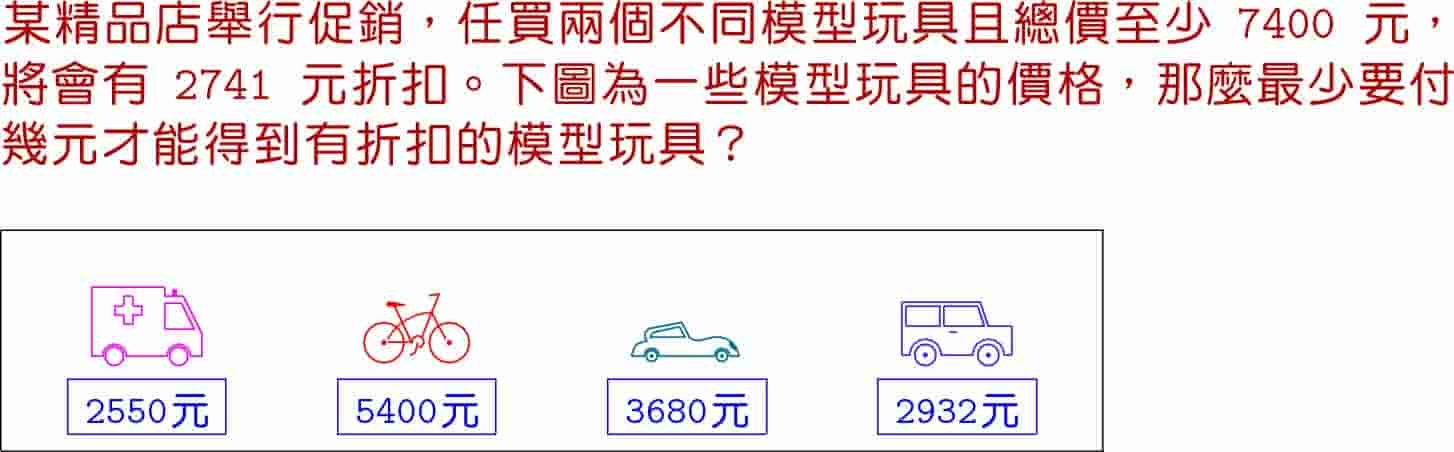 某精品店舉行促銷，任買兩個不同模型玩具且總價至少 7400 元，
將會有 2741 元折扣。下圖為一些模型玩具的價格，那麼最少要付
幾元才能得到有折扣的模型玩具？
2550元 5400元 3680元 2932元